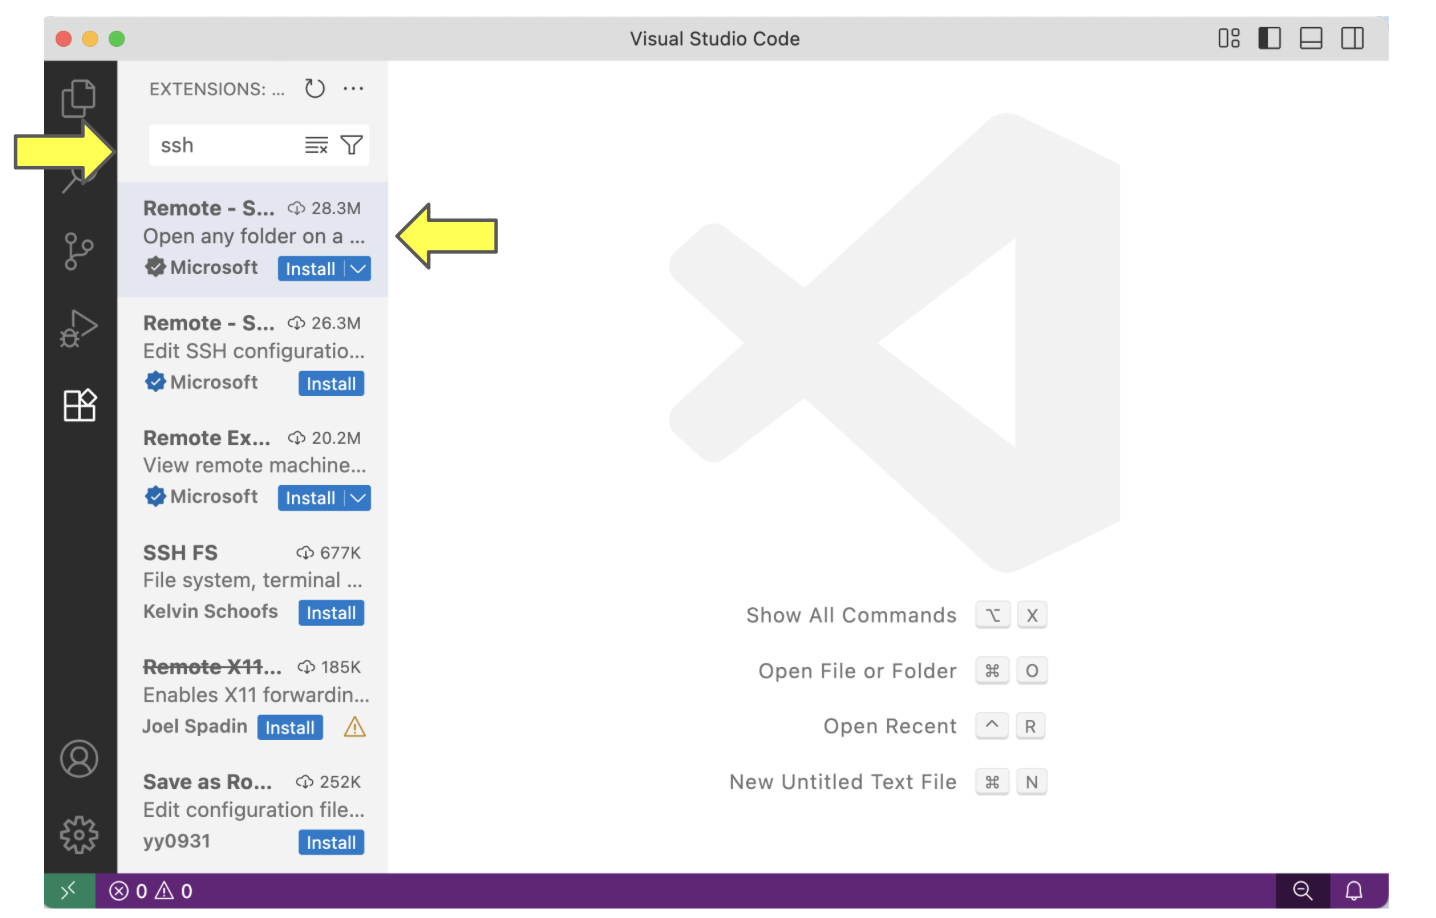 Visual Studio Code
EXTENSIONS: ...
ssh
Remote - S... 28.3M
Open any folder on a ...
Microsoft Install
Remote - S... 26.3M
Edit SSH configuratio...
Microsoft Install
Remote Ex... 20.2M
View remote machine...
Microsoft Install
SSH FS 677K
File system, terminal ...
Kelvin Schoofs Install
Remote X11... 185K
Enables X11 forwardin...
Joel Spadin Install
Save as Ro... 252K
Edit configuration file...
yy0931 Install
Show All Commands ⌥ X
Open File or Folder ⌘ O
Open Recent ^ R
New Untitled Text File ⌘ N
0 0